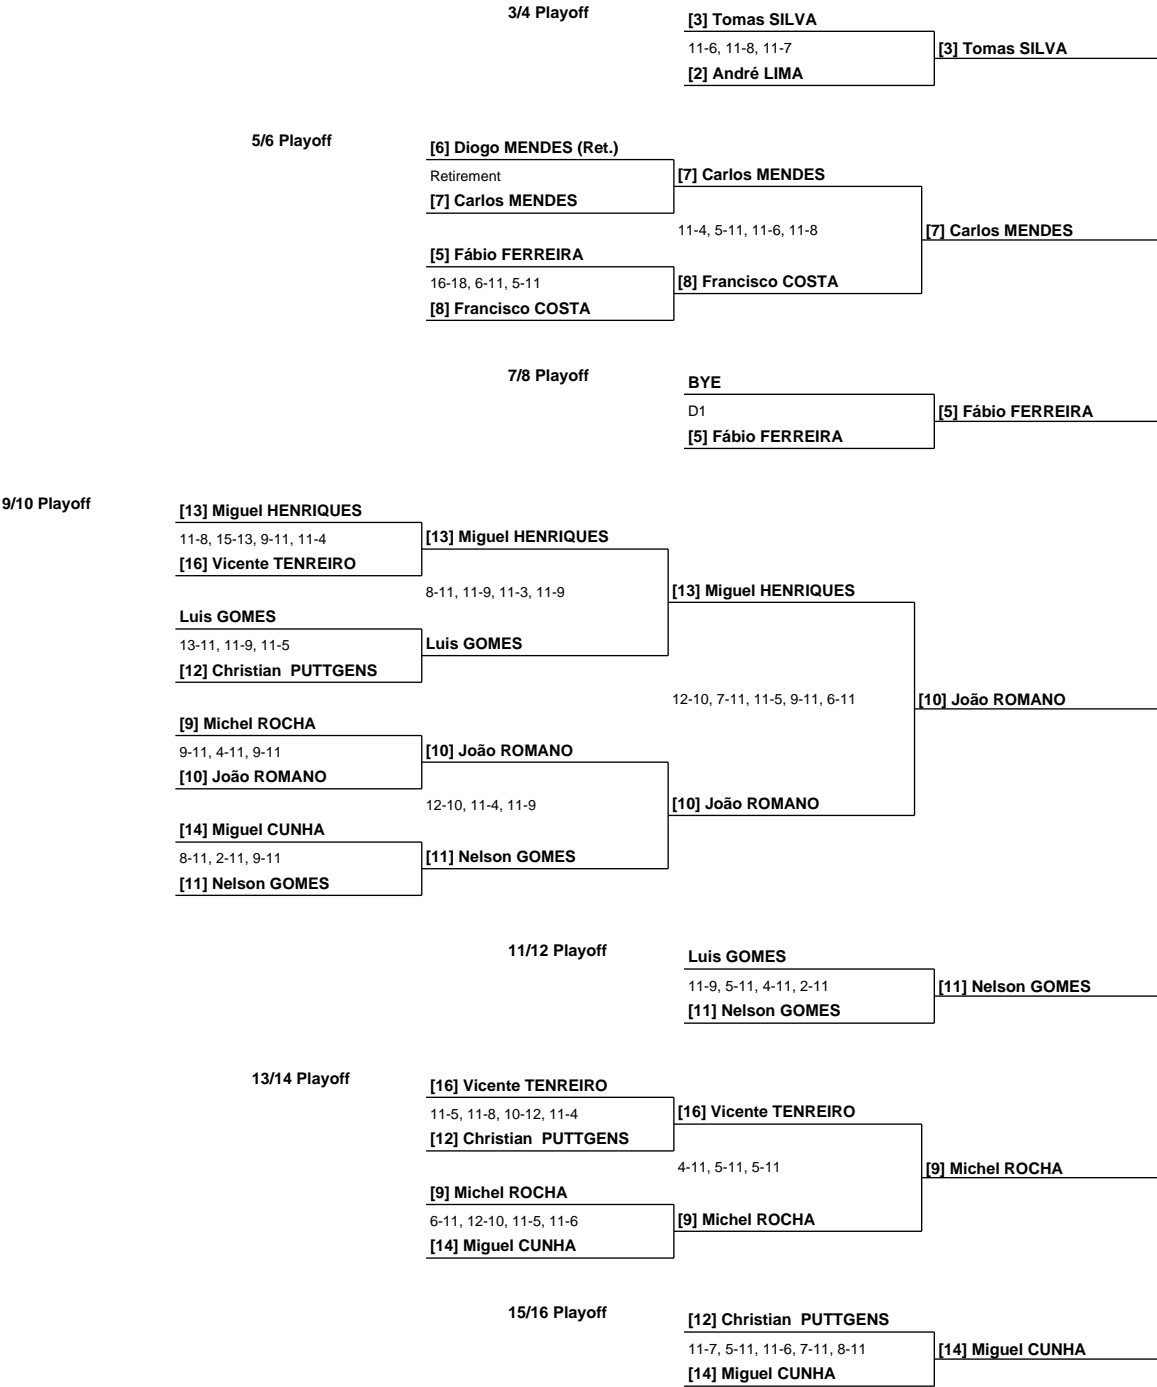 3/4 Playoff
[3] Tomas SILVA
11-6, 11-8, 11-7
[3] Tomas SILVA
[2] André LIMA
5/6 Playoff
[6] Diogo MENDES (Ret.)
Retirement
[7] Carlos MENDES
[7] Carlos MENDES
11-4, 5-11, 11-6, 11-8
[7] Carlos MENDES
[5] Fábio FERREIRA
16-18, 6-11, 5-11
[8] Francisco COSTA
[8] Francisco COSTA
7/8 Playoff
BYE
D1
[5] Fábio FERREIRA
[5] Fábio FERREIRA
9/10 Playoff
[13] Miguel HENRIQUES
11-8, 15-13, 9-11, 11-4
[13] Miguel HENRIQUES
[16] Vicente TENREIRO
8-11, 11-9, 11-3, 11-9
[13] Miguel HENRIQUES
Luis GOMES
13-11, 11-9, 11-5
Luis GOMES
[12] Christian  PUTTGENS
12-10, 7-11, 11-5, 9-11, 6-11
[10] João ROMANO
[9] Michel ROCHA
9-11, 4-11, 9-11
[10] João ROMANO
[10] João ROMANO
12-10, 11-4, 11-9
[10] João ROMANO
[14] Miguel CUNHA
8-11, 2-11, 9-11
[11] Nelson GOMES
[11] Nelson GOMES
11/12 Playoff
Luis GOMES
11-9, 5-11, 4-11, 2-11
[11] Nelson GOMES
[11] Nelson GOMES
13/14 Playoff
[16] Vicente TENREIRO
11-5, 11-8, 10-12, 11-4
[16] Vicente TENREIRO
[12] Christian  PUTTGENS
4-11, 5-11, 5-11
[9] Michel ROCHA
[9] Michel ROCHA
6-11, 12-10, 11-5, 11-6
[9] Michel ROCHA
[14] Miguel CUNHA
15/16 Playoff
[12] Christian  PUTTGENS
11-7, 5-11, 11-6, 7-11, 8-11
[14] Miguel CUNHA
[14] Miguel CUNHA